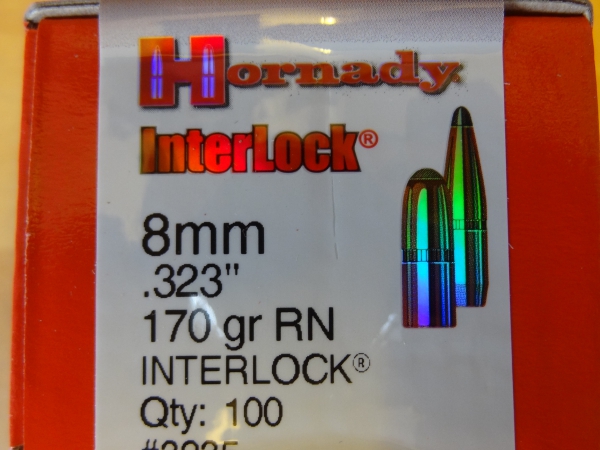 Hornady
InterLock®
8mm
.323"
170 gr RN
INTERLOCK®
Qty: 100